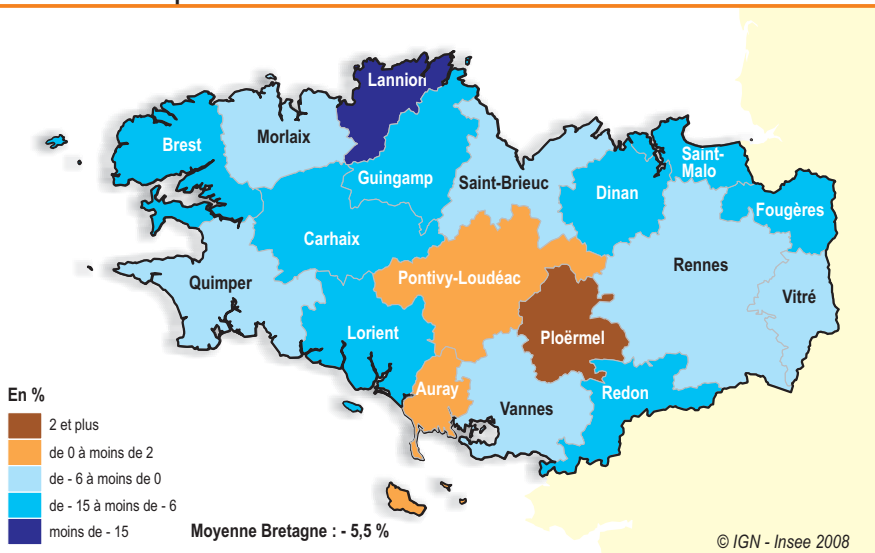 Lannion
Brest
Morlaix
Guingamp
Saint-Brieuc
Saint-
Malo
Dinan
Fougères
Carhaix
Rennes
Quimper
Pontivy-Loudéac
Vitré
Lorient
Ploërmel
Auray
Vannes
Redon
En %
2 et plus
de 0 à moins de 2
de - 6 à moins de 0
de - 15 à moins de - 6
moins de - 15
Moyenne Bretagne : - 5,5 %
© IGN - Insee 2008